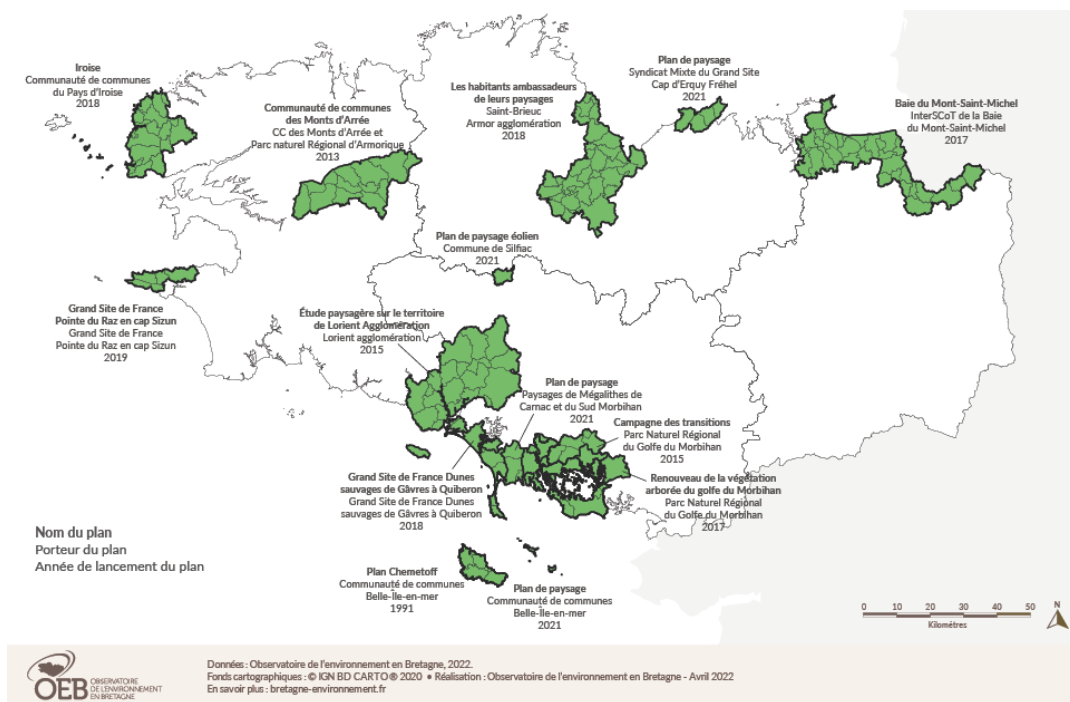 Iroise
Communauté de communes
du Pays d'Iroise
2018
Communauté de communes
des Monts d'Arrée
CC des Monts d'Arrée et
Parc naturel Régional d'Armorique
2013
Les habitants ambassadeurs
de leurs paysages
Saint-Brieuc
Armor agglomération
2018
Plan de paysage
Syndicat Mixte du Grand Site
Cap d'Erquy Fréhel
2021
Baie du Mont-Saint-Michel
InterSCoT de la Baie
du Mont-Saint-Michel
2017
Plan de paysage éolien
Commune de Silfiac
2021
Grand Site de France
Pointe du Raz en cap Sizun
Grand Site de France
Pointe du Raz en cap Sizun
2019
Étude paysagère sur le territoire
de Lorient Agglomération
Lorient agglomération
2015
Plan de paysage
Paysages de Mégalithes de
Carnac et du Sud Morbihan
2021
Campagne des transitions
Parc Naturel Régional
du Golfe du Morbihan
2015
Grand Site de France Dunes
sauvages de Gâvres à Quiberon
Grand Site de France Dunes
sauvages de Gâvres à Quiberon
2018
Renouveau de la végétation
arborée du golfe du Morbihan
Parc Naturel Régional
du Golfe du Morbihan
2017
Nom du plan
Porteur du plan
Année de lancement du plan
Plan Chemetoff
Communauté de communes
Belle-Île-en-mer
1991
Plan de paysage
Communauté de communes
Belle-Île-en-mer
2021
0 10 20 30 40 50
Kilomètres
N
OEB
OBSERVATOIRE
DE L'ENVIRONNEMENT
EN BRETAGNE
Données : Observatoire de l'environnement en Bretagne, 2022.
Fonds cartographiques : © IGN BD CARTO ® 2020 • Réalisation : Observatoire de l'environnement en Bretagne - Avril 2022
En savoir plus : bretagne-environnement.fr